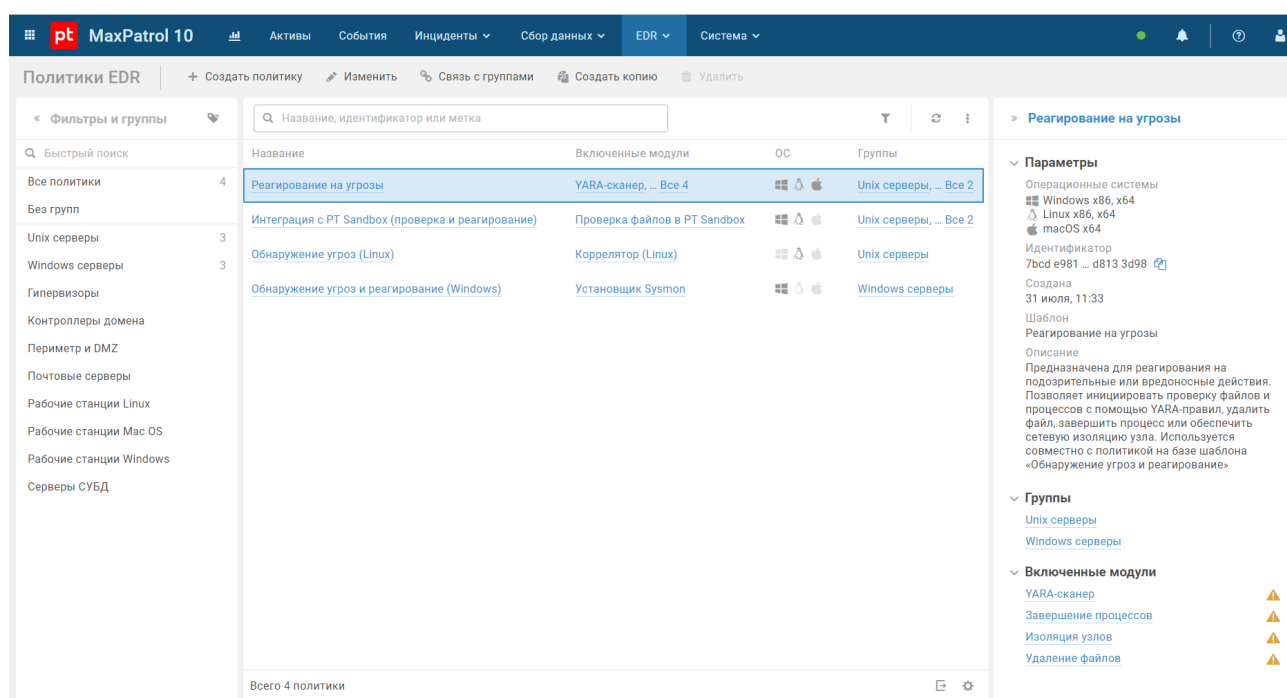 pt MaxPatrol 10 Активы События Инциденты Сбор данных EDR Система
Политики EDR + Создать политику Изменить Связь с группами Создать копию Удалить
« Фильтры и группы
Быстрый поиск
Все политики 4
Без групп
Unix серверы 3
Windows серверы 3
Гипервизоры
Контроллеры домена
Периметр и DMZ
Почтовые серверы
Рабочие станции Linux
Рабочие станции Mac OS
Рабочие станции Windows
Серверы СУБД
Название, идентификатор или метка
Название Включенные модули ОС Группы
Реагирование на угрозы YARA-сканер, ... Все 4 Unix серверы, ... Все 2
Интеграция с PT Sandbox (проверка и реагирование) Проверка файлов в PT Sandbox Unix серверы, ... Все 2
Обнаружение угроз (Linux) Коррелятор (Linux) Unix серверы
Обнаружение угроз и реагирование (Windows) Установщик Sysmon Windows серверы
Всего 4 политики
» Реагирование на угрозы
Параметры
Операционные системы
Windows x86, x64
Linux x86, x64
macOS x64
Идентификатор
7bcd e981 ... d813 3d98
Создана
31 июля, 11:33
Шаблон
Реагирование на угрозы
Описание
Предназначена для реагирования на
подозрительные или вредоносные действия.
Позволяет инициировать проверку файлов и
процессов с помощью YARA-правил, удалить
файл, завершить процесс или обеспечить
сетевую изоляцию узла. Используется
совместно с политикой на базе шаблона
«Обнаружение угроз и реагирование»
Группы
Unix серверы
Windows серверы
Включенные модули
YARA-сканер
Завершение процессов
Изоляция узлов
Удаление файлов